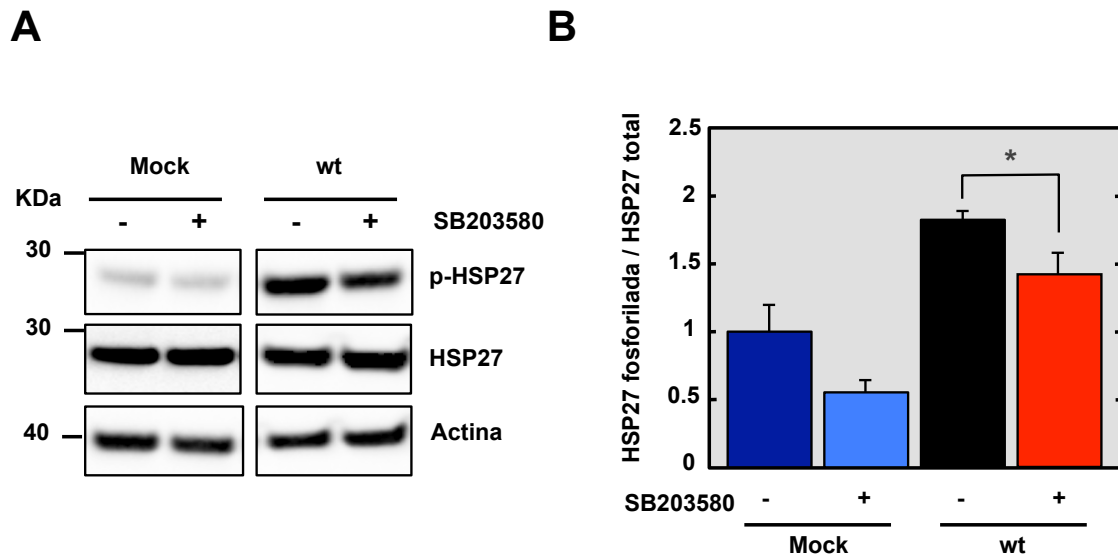 A
Mock wt
KDa
- + - + SB203580
30
p-HSP27
30
HSP27
40
Actina
B
HSP27 fosforilada / HSP27 total
2.5
2
1.5
1
0.5
0
*
SB203580 - + - +
Mock wt